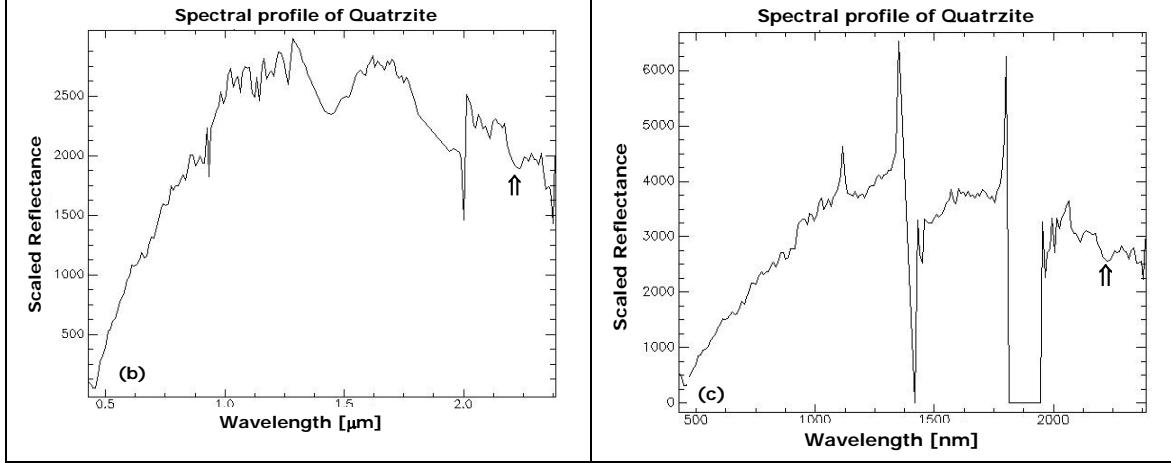 Spectral profile of Quatrzite
Scaled Reflectance
2500
2000
1500
1000
500
(b)
0.5 1.0 1.5 2.0
Wavelength [μm]
Spectral profile of Quatrzite
Scaled Reflectance
6000
5000
4000
3000
2000
1000
0
(c)
500 1000 1500 2000
Wavelength [nm]